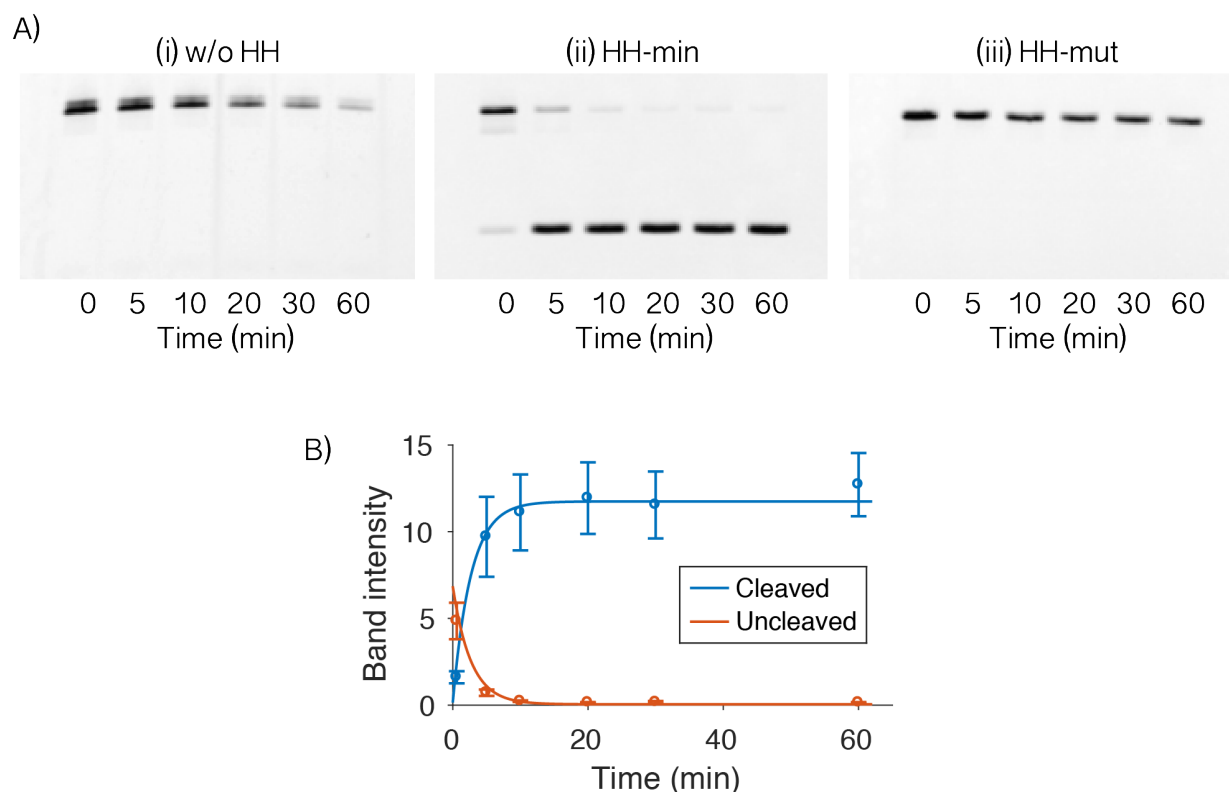 A)
(i) w/o HH
(ii) HH-min
(iii) HH-mut
0 5 10 20 30 60
Time (min)
0 5 10 20 30 60
Time (min)
0 5 10 20 30 60
Time (min)
B)
15
10
5
0
Band intensity
Cleaved
Uncleaved
0 20 40 60
Time (min)